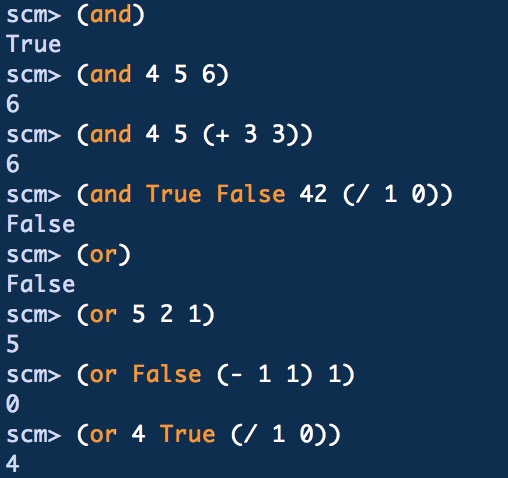 scm> (and)
True
scm> (and 4 5 6)
6
scm> (and 4 5 (+ 3 3))
6
scm> (and True False 42 (/ 1 0))
False
scm> (or)
False
scm> (or 5 2 1)
5
scm> (or False (- 1 1) 1)
0
scm> (or 4 True (/ 1 0))
4